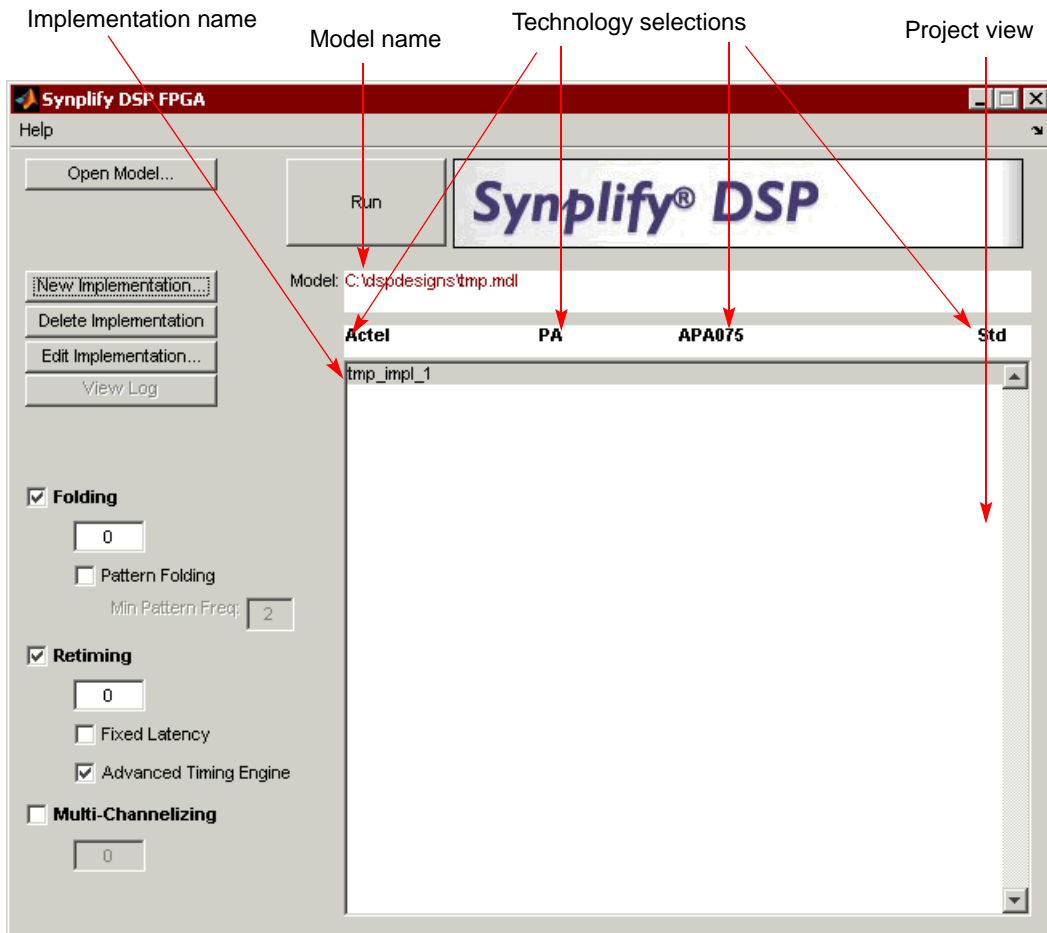 Implementation name
Model name
Technology selections
Project view
Synplify DSP FPGA
Help
Open Model...
Run
Synplify® DSP
New Implementation...
Model: C:\dspdesigns\tmp.mdl
Delete Implementation
Actel PA APA075 Std
Edit Implementation...
tmp_impl_1
View Log
Folding
0
Pattern Folding
Min Pattern Freq: 2
Retiming
0
Fixed Latency
Advanced Timing Engine
Multi-Channelizing
0